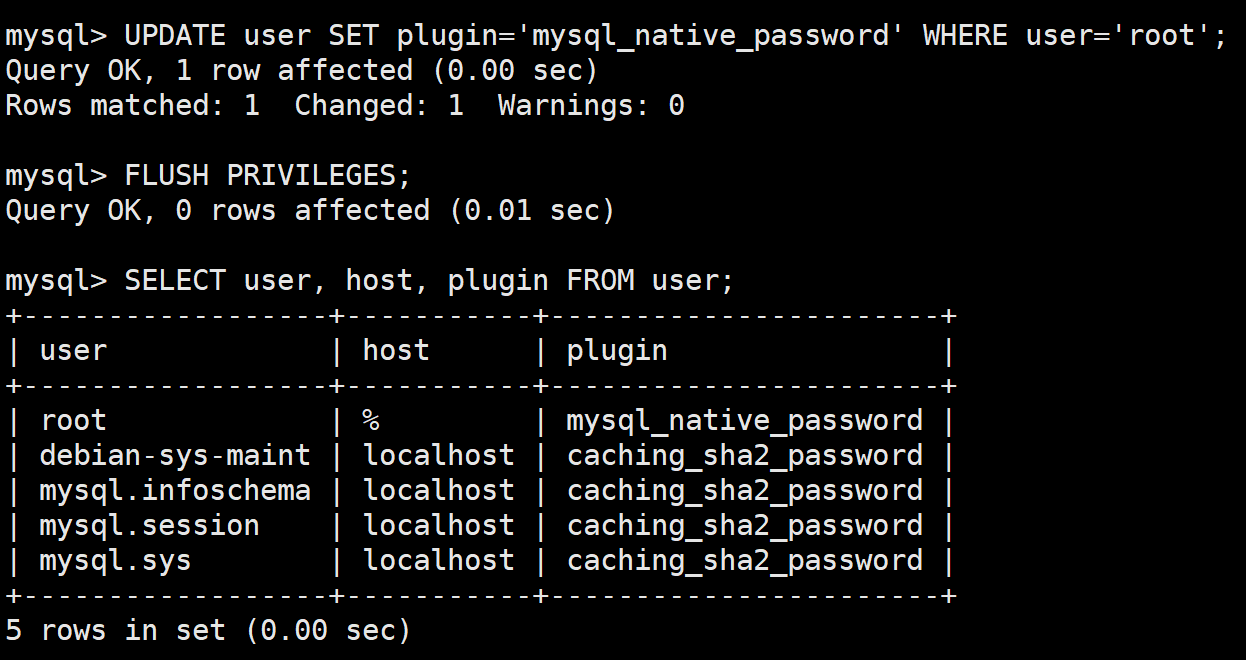 mysql> UPDATE user SET plugin='mysql_native_password' WHERE user='root';
Query OK, 1 row affected (0.00 sec)
Rows matched: 1  Changed: 1  Warnings: 0

mysql> FLUSH PRIVILEGES;
Query OK, 0 rows affected (0.01 sec)

mysql> SELECT user, host, plugin FROM user;
+------------------+-----------+-----------------------+
| user             | host      | plugin                |
+------------------+-----------+-----------------------+
| root             | %         | mysql_native_password |
| debian-sys-maint | localhost | caching_sha2_password |
| mysql.infoschema | localhost | caching_sha2_password |
| mysql.session    | localhost | caching_sha2_password |
| mysql.sys        | localhost | caching_sha2_password |
+------------------+-----------+-----------------------+
5 rows in set (0.00 sec)